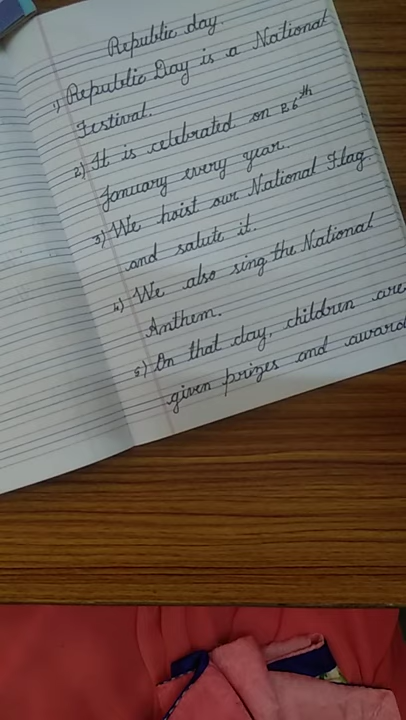 Republic day.
1) Republic Day is a National
Festival.
2) It is celebrated on 26th
January every year.
3) We hoist our National Flag
and salute it.
4) We also sing the National
Anthem.
5) On that day, children are
given prizes and award